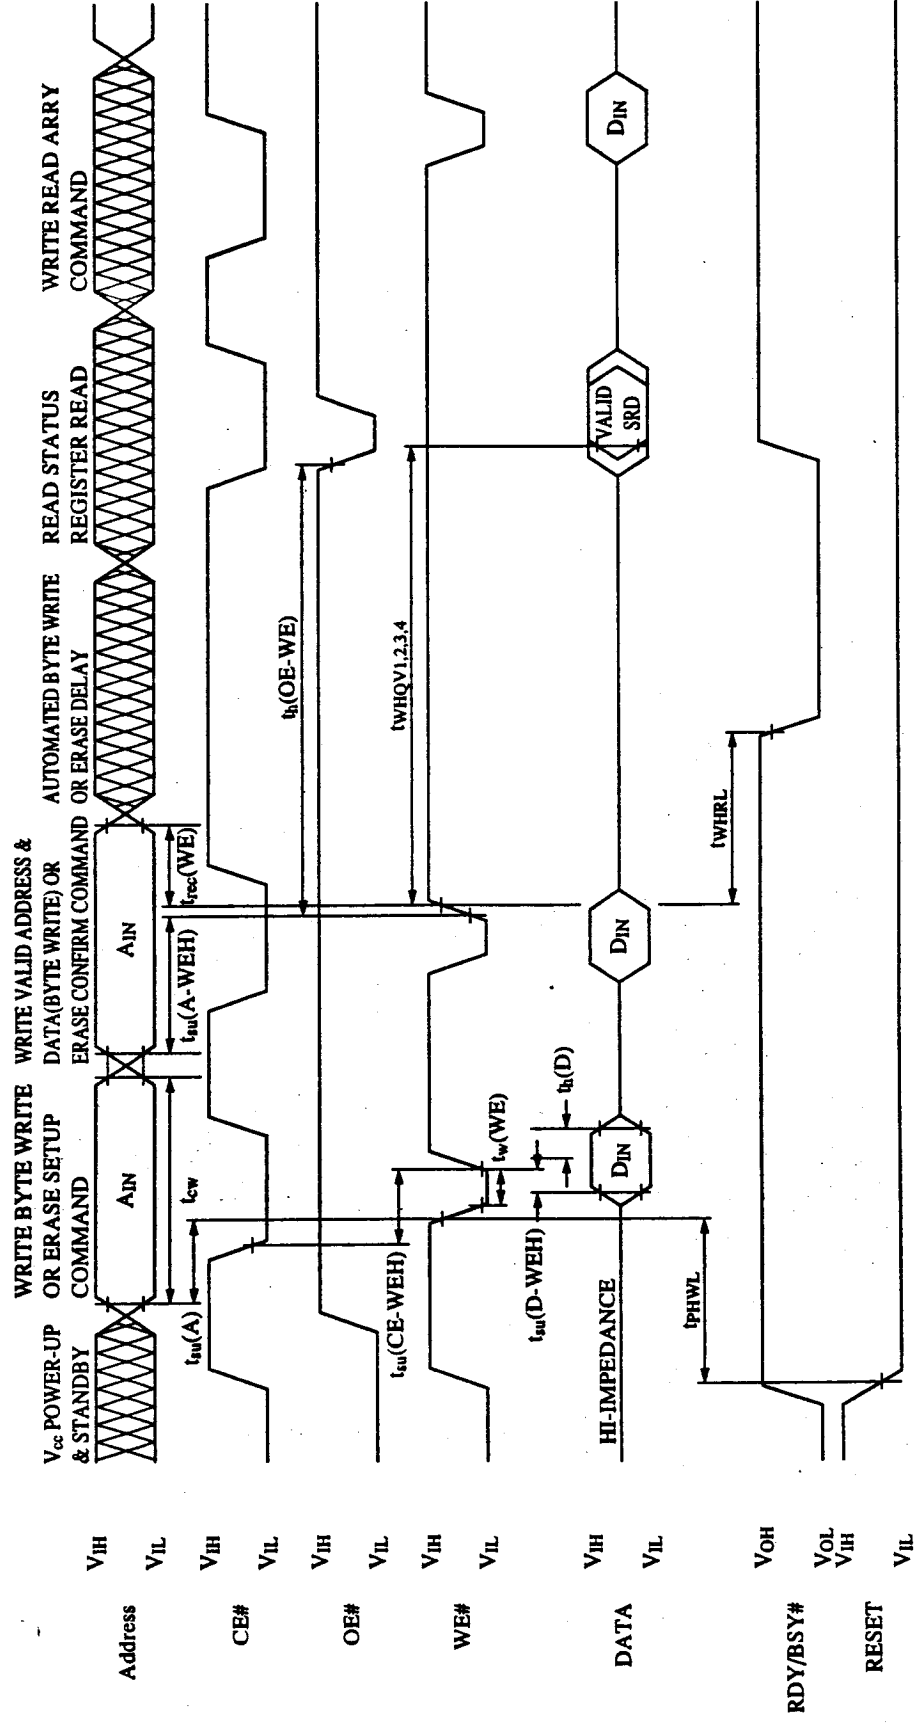 Vcc POWER-UP
& STANDBY
WRITE BYTE WRITE
OR ERASE SETUP
COMMAND
WRITE VALID ADDRESS &
DATA(BYTE WRITE) OR
ERASE CONFIRM COMMAND
AUTOMATED BYTE WRITE
OR ERASE DELAY
READ STATUS
REGISTER READ
WRITE READ ARRY
COMMAND
Address
VIH
VIL
AIN
AIN
tsu(A)
tcw
tsu(A-WEH)
trec(WE)
CE#
VIH
VIL
OE#
VIH
VIL
th(OE-WE)
tsu(CE-WEH)
WE#
VIH
VIL
tWHQV1,2,3,4
tw(WE)
tsu(D-WEH)
th(D)
DATA
VIH
VIL
HI-IMPEDANCE
DIN
DIN
VALID
SRD
DIN
tPHWL
tWHRL
RDY/BSY#
VOH
VOL
RESET
VIH
VIL